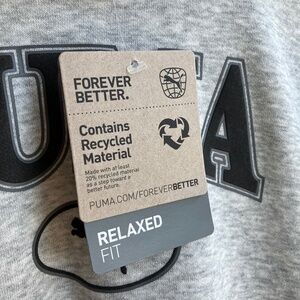 FOREVER
BETTER.
Contains
Recycled
Material
Made with at least
20% recycled material
as a step toward a
better future.
PUMA.COM/FOREVERBETTER
RELAXED
FIT